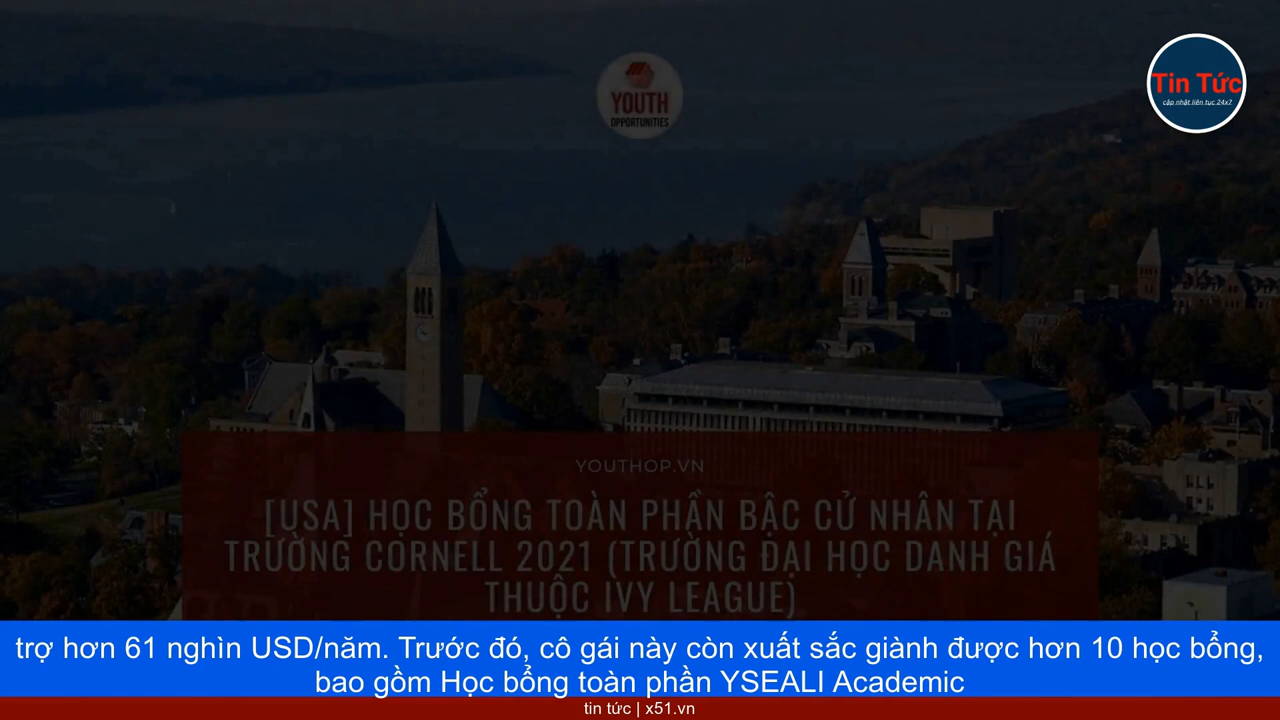 YOUTH
OPPORTUNITIES
Tin Tức
cập nhật liên tục 24x7
YOUTHOP.VN
[USA] HỌC BỔNG TOÀN PHẦN BẬC CỬ NHÂN TẠI
TRƯỜNG CORNELL 2021 (TRƯỜNG ĐẠI HỌC DANH GIÁ
THUỘC IVY LEAGUE)
trợ hơn 61 nghìn USD/năm. Trước đó, cô gái này còn xuất sắc giành được hơn 10 học bổng,
bao gồm Học bổng toàn phần YSEALI Academic
tin tức | x51.vn